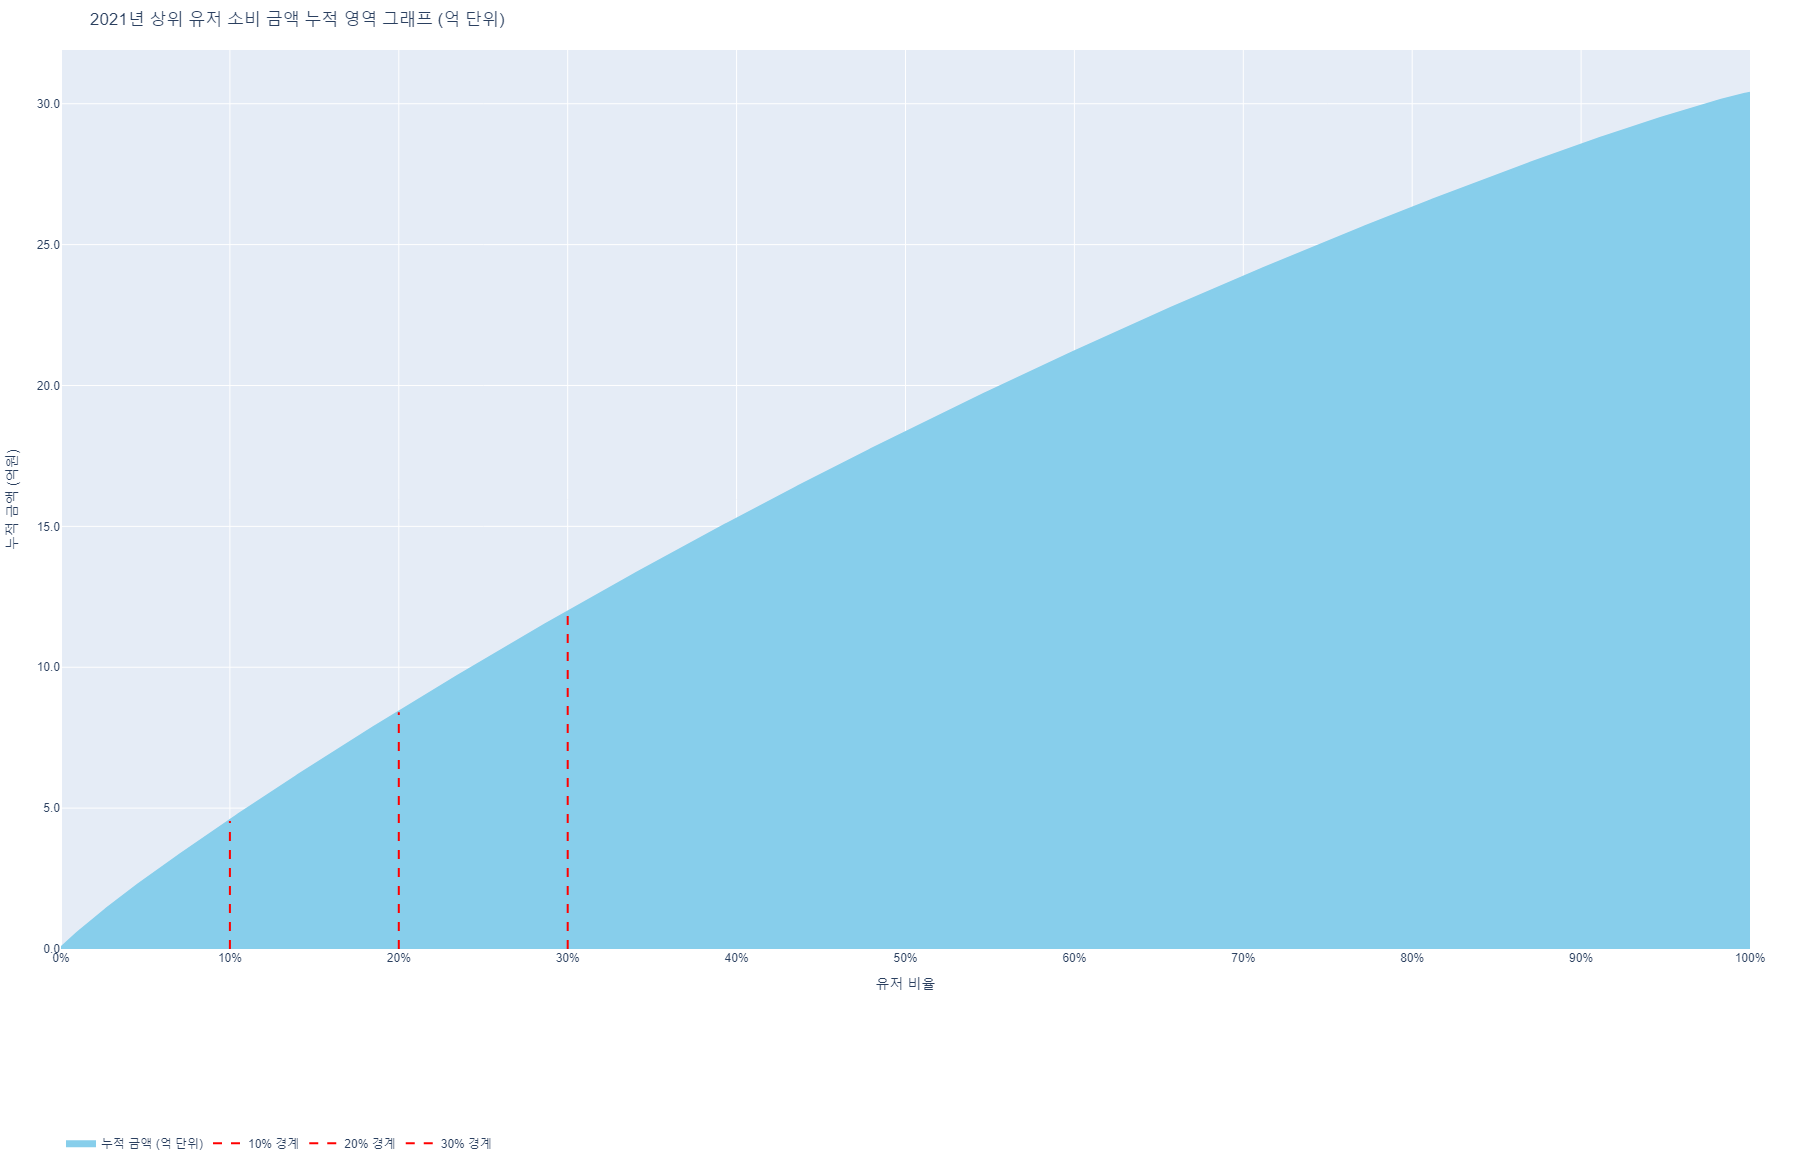 2021년 상위 유저 소비 금액 누적 영역 그래프 (억 단위)
누적 금액 (억원)
30.0
25.0
20.0
15.0
10.0
5.0
0.0
0% 10% 20% 30% 40% 50% 60% 70% 80% 90% 100%
유저 비율
누적 금액 (억 단위) 10% 경계 20% 경계 30% 경계